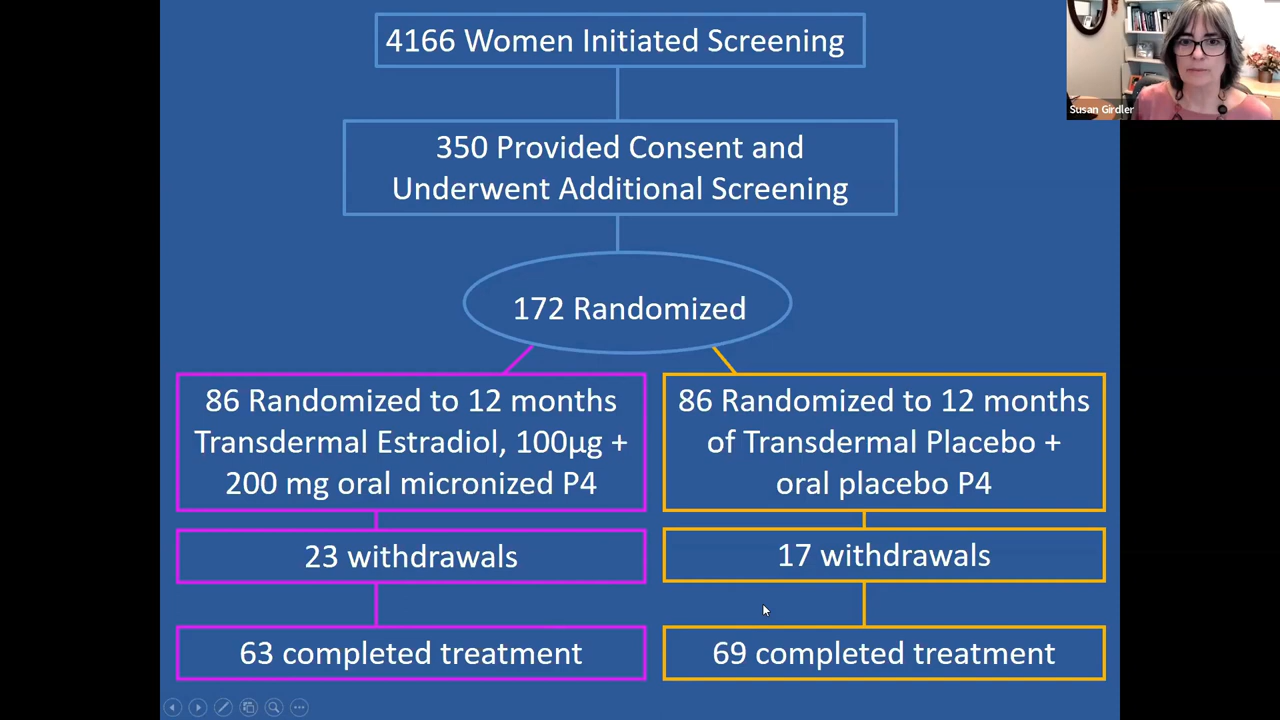 4166 Women Initiated Screening
Susan Girdler
350 Provided Consent and
Underwent Additional Screening
172 Randomized
86 Randomized to 12 months
Transdermal Estradiol, 100µg +
200 mg oral micronized P4
86 Randomized to 12 months
of Transdermal Placebo +
oral placebo P4
23 withdrawals
17 withdrawals
63 completed treatment
69 completed treatment